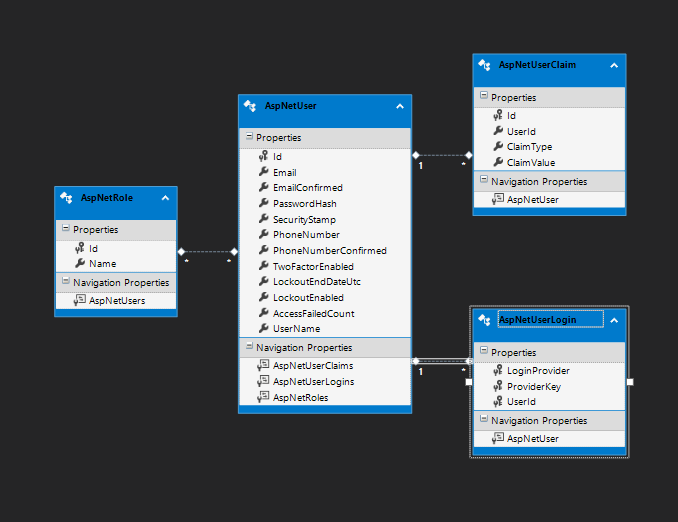 AspNetUserClaim
Properties
Id
UserId
ClaimType
ClaimValue
Navigation Properties
AspNetUser
AspNetUser
Properties
Id
Email
EmailConfirmed
PasswordHash
SecurityStamp
PhoneNumber
PhoneNumberConfirmed
TwoFactorEnabled
LockoutEndDateUtc
LockoutEnabled
AccessFailedCount
UserName
Navigation Properties
AspNetUserClaims
AspNetUserLogins
AspNetRoles
1
*
AspNetRole
Properties
Id
Name
Navigation Properties
AspNetUsers
*
*
AspNetUserLogin
Properties
LoginProvider
ProviderKey
UserId
Navigation Properties
AspNetUser
1
*